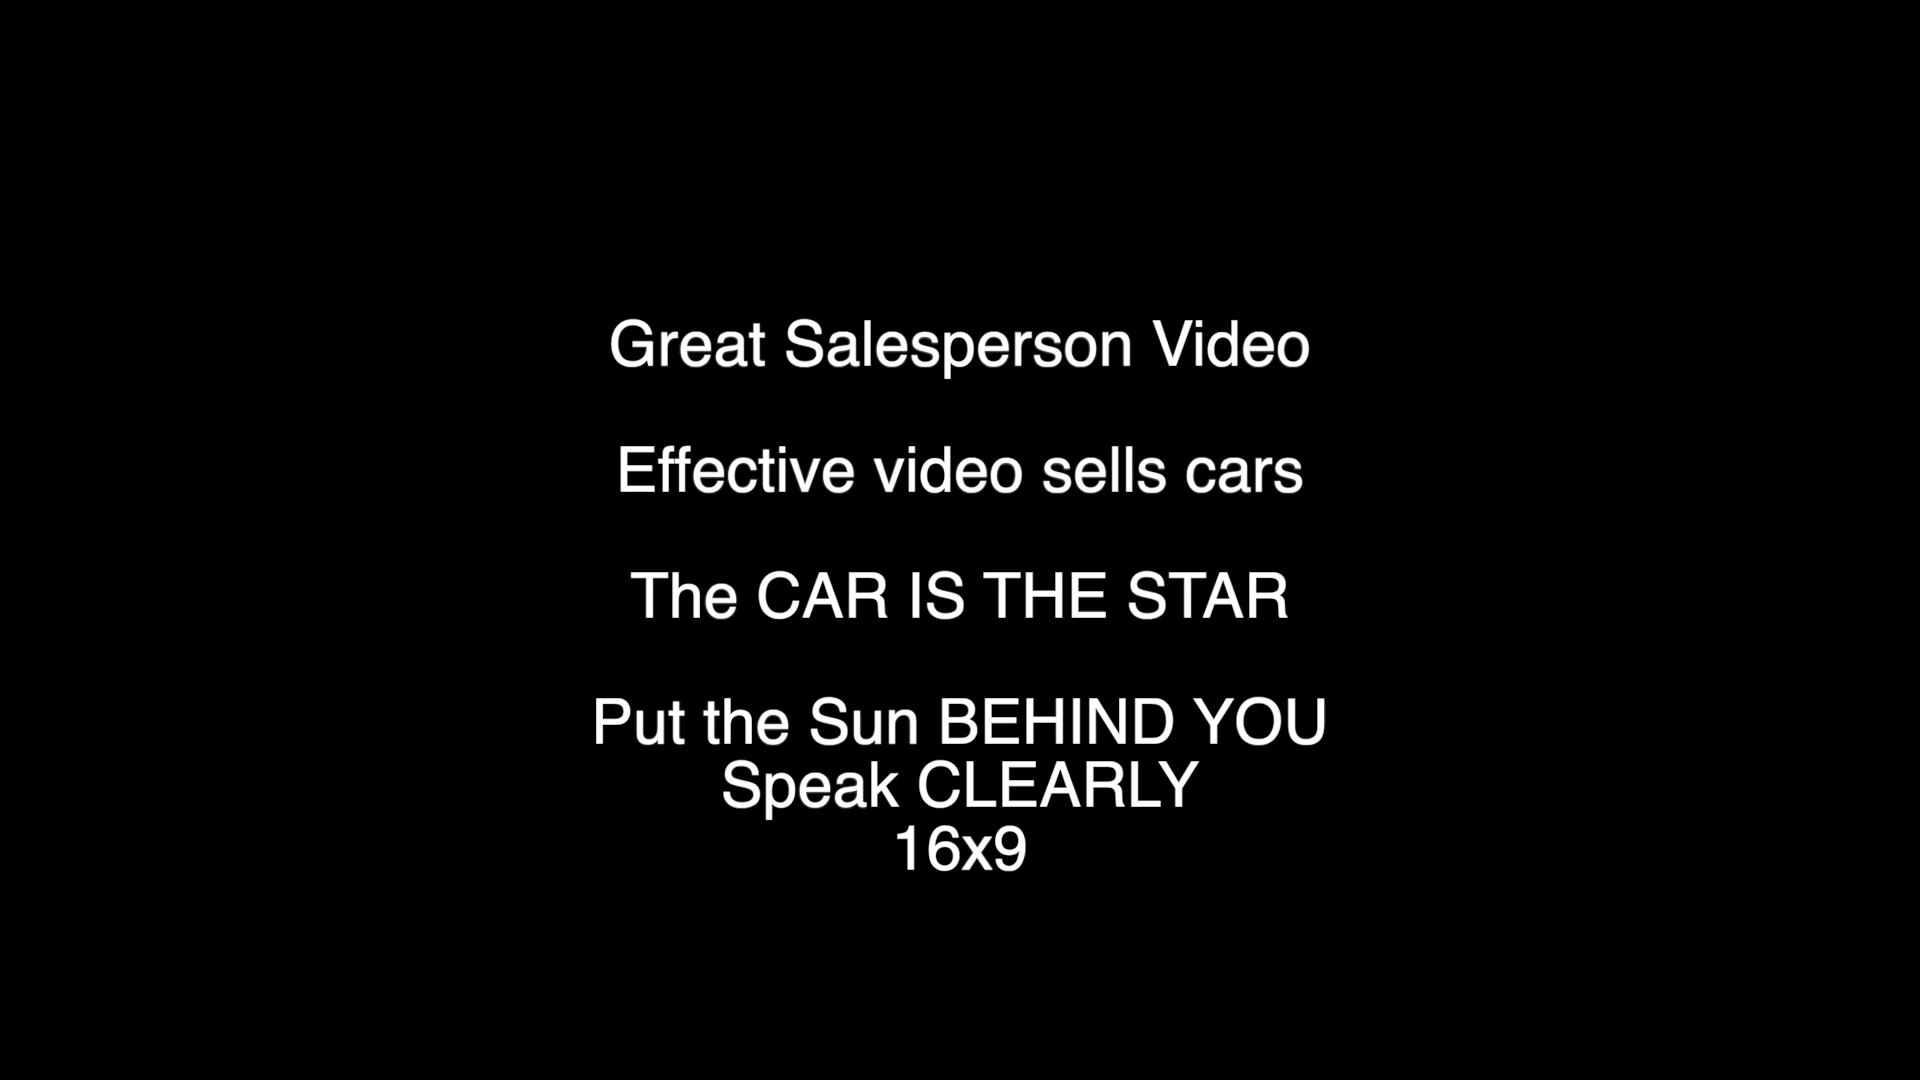 Great Salesperson Video
Effective video sells cars
The CAR IS THE STAR
Put the Sun BEHIND YOU
Speak CLEARLY
16x9